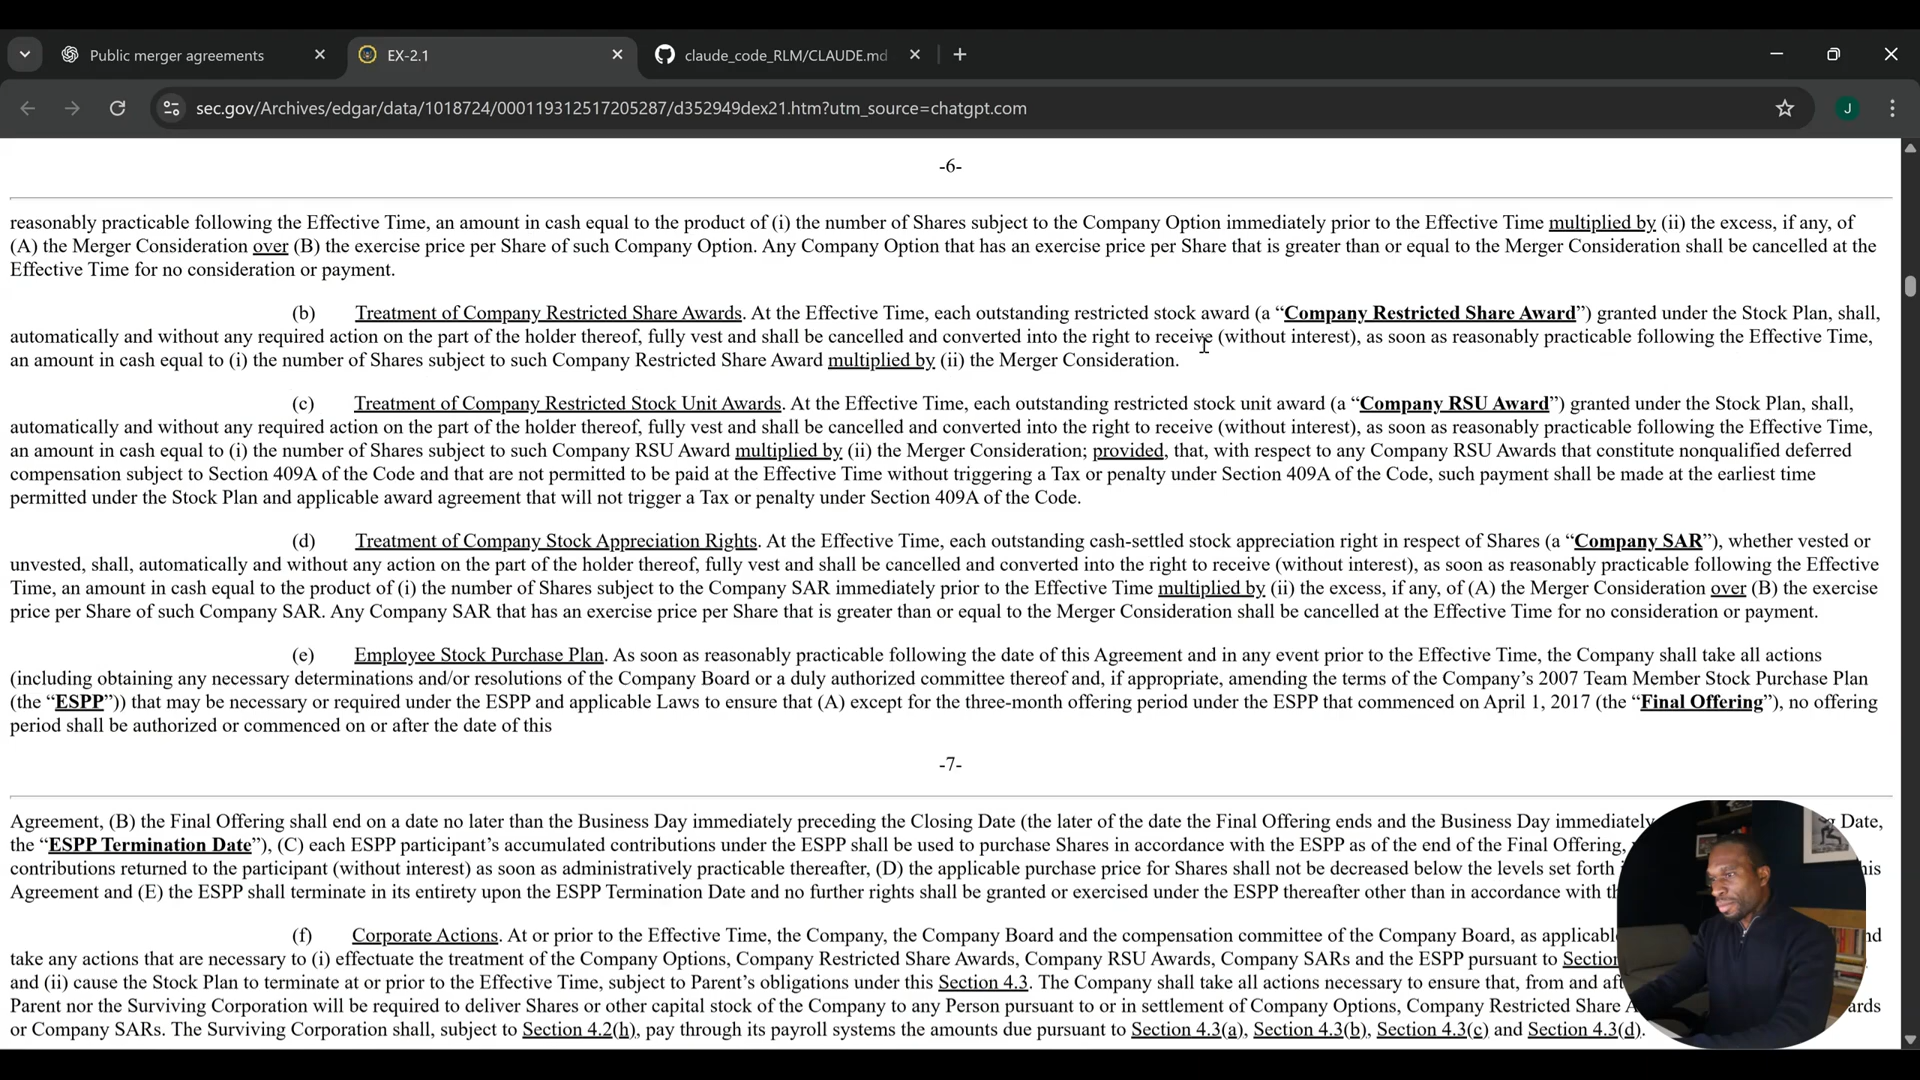 Public merger agreements
EX-2.1
claude_code_RLM/CLAUDE.md
sec.gov/Archives/edgar/data/1018724/000119312517205287/d352949dex21.htm?utm_source=chatgpt.com
J
-6-
reasonably practicable following the Effective Time, an amount in cash equal to the product of (i) the number of Shares subject to the Company Option immediately prior to the Effective Time multiplied by (ii) the excess, if any, of
(A) the Merger Consideration over (B) the exercise price per Share of such Company Option. Any Company Option that has an exercise price per Share that is greater than or equal to the Merger Consideration shall be cancelled at the
Effective Time for no consideration or payment.
(b) Treatment of Company Restricted Share Awards. At the Effective Time, each outstanding restricted stock award (a “Company Restricted Share Award”) granted under the Stock Plan, shall,
automatically and without any required action on the part of the holder thereof, fully vest and shall be cancelled and converted into the right to receive (without interest), as soon as reasonably practicable following the Effective Time,
an amount in cash equal to (i) the number of Shares subject to such Company Restricted Share Award multiplied by (ii) the Merger Consideration.
(c) Treatment of Company Restricted Stock Unit Awards. At the Effective Time, each outstanding restricted stock unit award (a “Company RSU Award”) granted under the Stock Plan, shall,
automatically and without any required action on the part of the holder thereof, fully vest and shall be cancelled and converted into the right to receive (without interest), as soon as reasonably practicable following the Effective Time,
an amount in cash equal to (i) the number of Shares subject to such Company RSU Award multiplied by (ii) the Merger Consideration; provided, that, with respect to any Company RSU Awards that constitute nonqualified deferred
compensation subject to Section 409A of the Code and that are not permitted to be paid at the Effective Time without triggering a Tax or penalty under Section 409A of the Code, such payment shall be made at the earliest time
permitted under the Stock Plan and applicable award agreement that will not trigger a Tax or penalty under Section 409A of the Code.
(d) Treatment of Company Stock Appreciation Rights. At the Effective Time, each outstanding cash-settled stock appreciation right in respect of Shares (a “Company SAR”), whether vested or
unvested, shall, automatically and without any action on the part of the holder thereof, fully vest and shall be cancelled and converted into the right to receive (without interest), as soon as reasonably practicable following the Effective
Time, an amount in cash equal to the product of (i) the number of Shares subject to the Company SAR immediately prior to the Effective Time multiplied by (ii) the excess, if any, of (A) the Merger Consideration over (B) the exercise
price per Share of such Company SAR. Any Company SAR that has an exercise price per Share that is greater than or equal to the Merger Consideration shall be cancelled at the Effective Time for no consideration or payment.
(e) Employee Stock Purchase Plan. As soon as reasonably practicable following the date of this Agreement and in any event prior to the Effective Time, the Company shall take all actions
(including obtaining any necessary determinations and/or resolutions of the Company Board or a duly authorized committee thereof and, if appropriate, amending the terms of the Company’s 2007 Team Member Stock Purchase Plan
(the “ESPP”)) that may be necessary or required under the ESPP and applicable Laws to ensure that (A) except for the three-month offering period under the ESPP that commenced on April 1, 2017 (the “Final Offering”), no offering
period shall be authorized or commenced on or after the date of this
-7-
Agreement, (B) the Final Offering shall end on a date no later than the Business Day immediately preceding the Closing Date (the later of the date the Final Offering ends and the Business Day immediately Date,
the “ESPP Termination Date”), (C) each ESPP participant’s accumulated contributions under the ESPP shall be used to purchase Shares in accordance with the ESPP as of the end of the Final Offering,
contributions returned to the participant (without interest) as soon as administratively practicable thereafter, (D) the applicable purchase price for Shares shall not be decreased below the levels set forth
Agreement and (E) the ESPP shall terminate in its entirety upon the ESPP Termination Date and no further rights shall be granted or exercised under the ESPP thereafter other than in accordance with
(f) Corporate Actions. At or prior to the Effective Time, the Company, the Company Board and the compensation committee of the Company Board, as
take any actions that are necessary to (i) effectuate the treatment of the Company Options, Company Restricted Share Awards, Company RSU Awards, Company SARs and the ESPP pursuant to
and (ii) cause the Stock Plan to terminate at or prior to the Effective Time, subject to Parent’s obligations under this Section 4.3. The Company shall take all actions necessary to ensure that, from and
Parent nor the Surviving Corporation will be required to deliver Shares or other capital stock of the Company to any Person pursuant to or in settlement of Company Options, Company Restricted Share
or Company SARs. The Surviving Corporation shall, subject to Section 4.2(h), pay through its payroll systems the amounts due pursuant to Section 4.3(a), Section 4.3(b), Section 4.3(c) and Section 4.3(d).